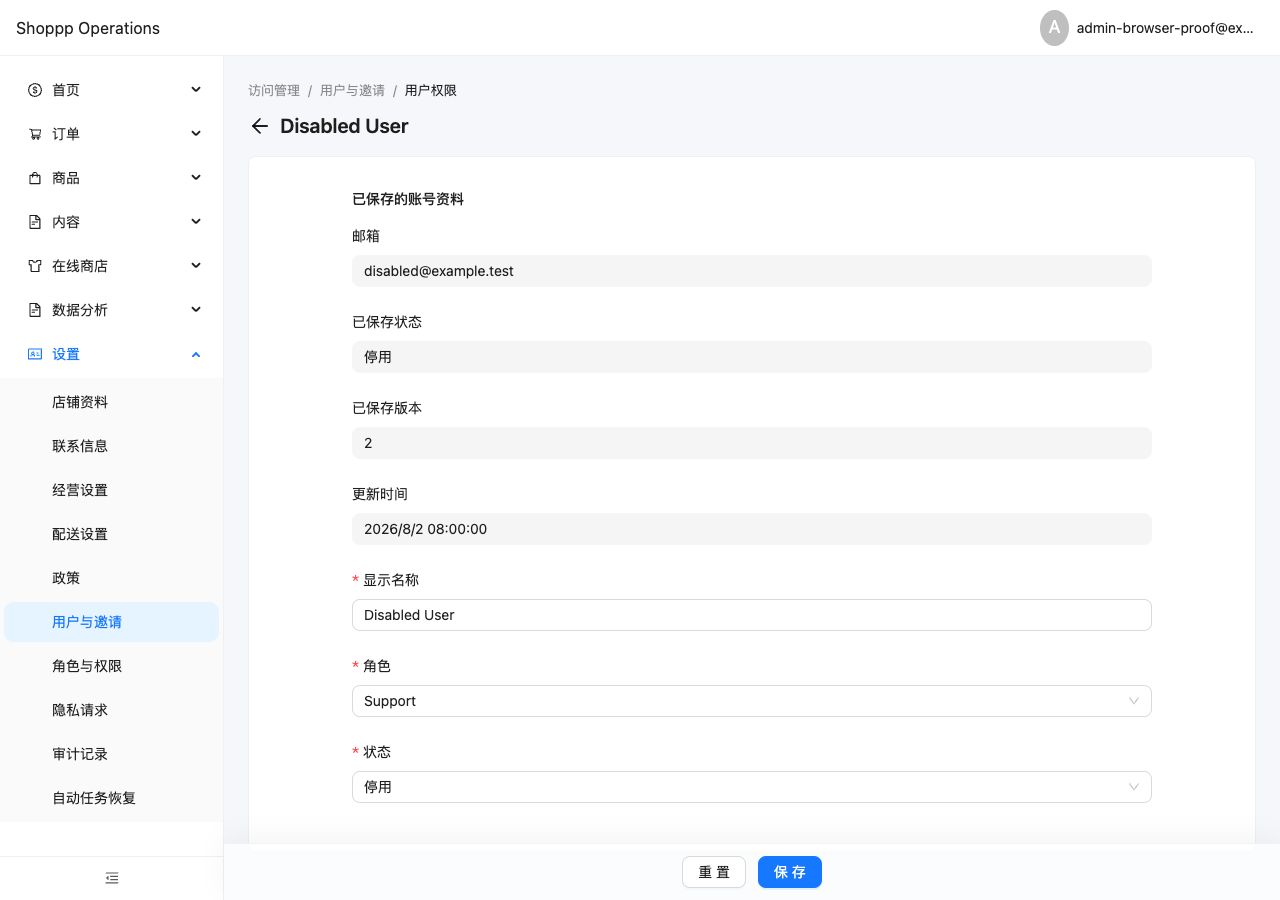 Shoppp Operations
A
admin-browser-proof@ex...
首页
订单
商品
内容
在线商店
数据分析
设置
店铺资料
联系信息
经营设置
配送设置
政策
用户与邀请
角色与权限
隐私请求
审计记录
自动任务恢复
访问管理 / 用户与邀请 / 用户权限
Disabled User
已保存的账号资料
邮箱
disabled@example.test
已保存状态
停用
已保存版本
2
更新时间
2026/8/2 08:00:00
* 显示名称
Disabled User
* 角色
Support
* 状态
停用
重 置
保 存